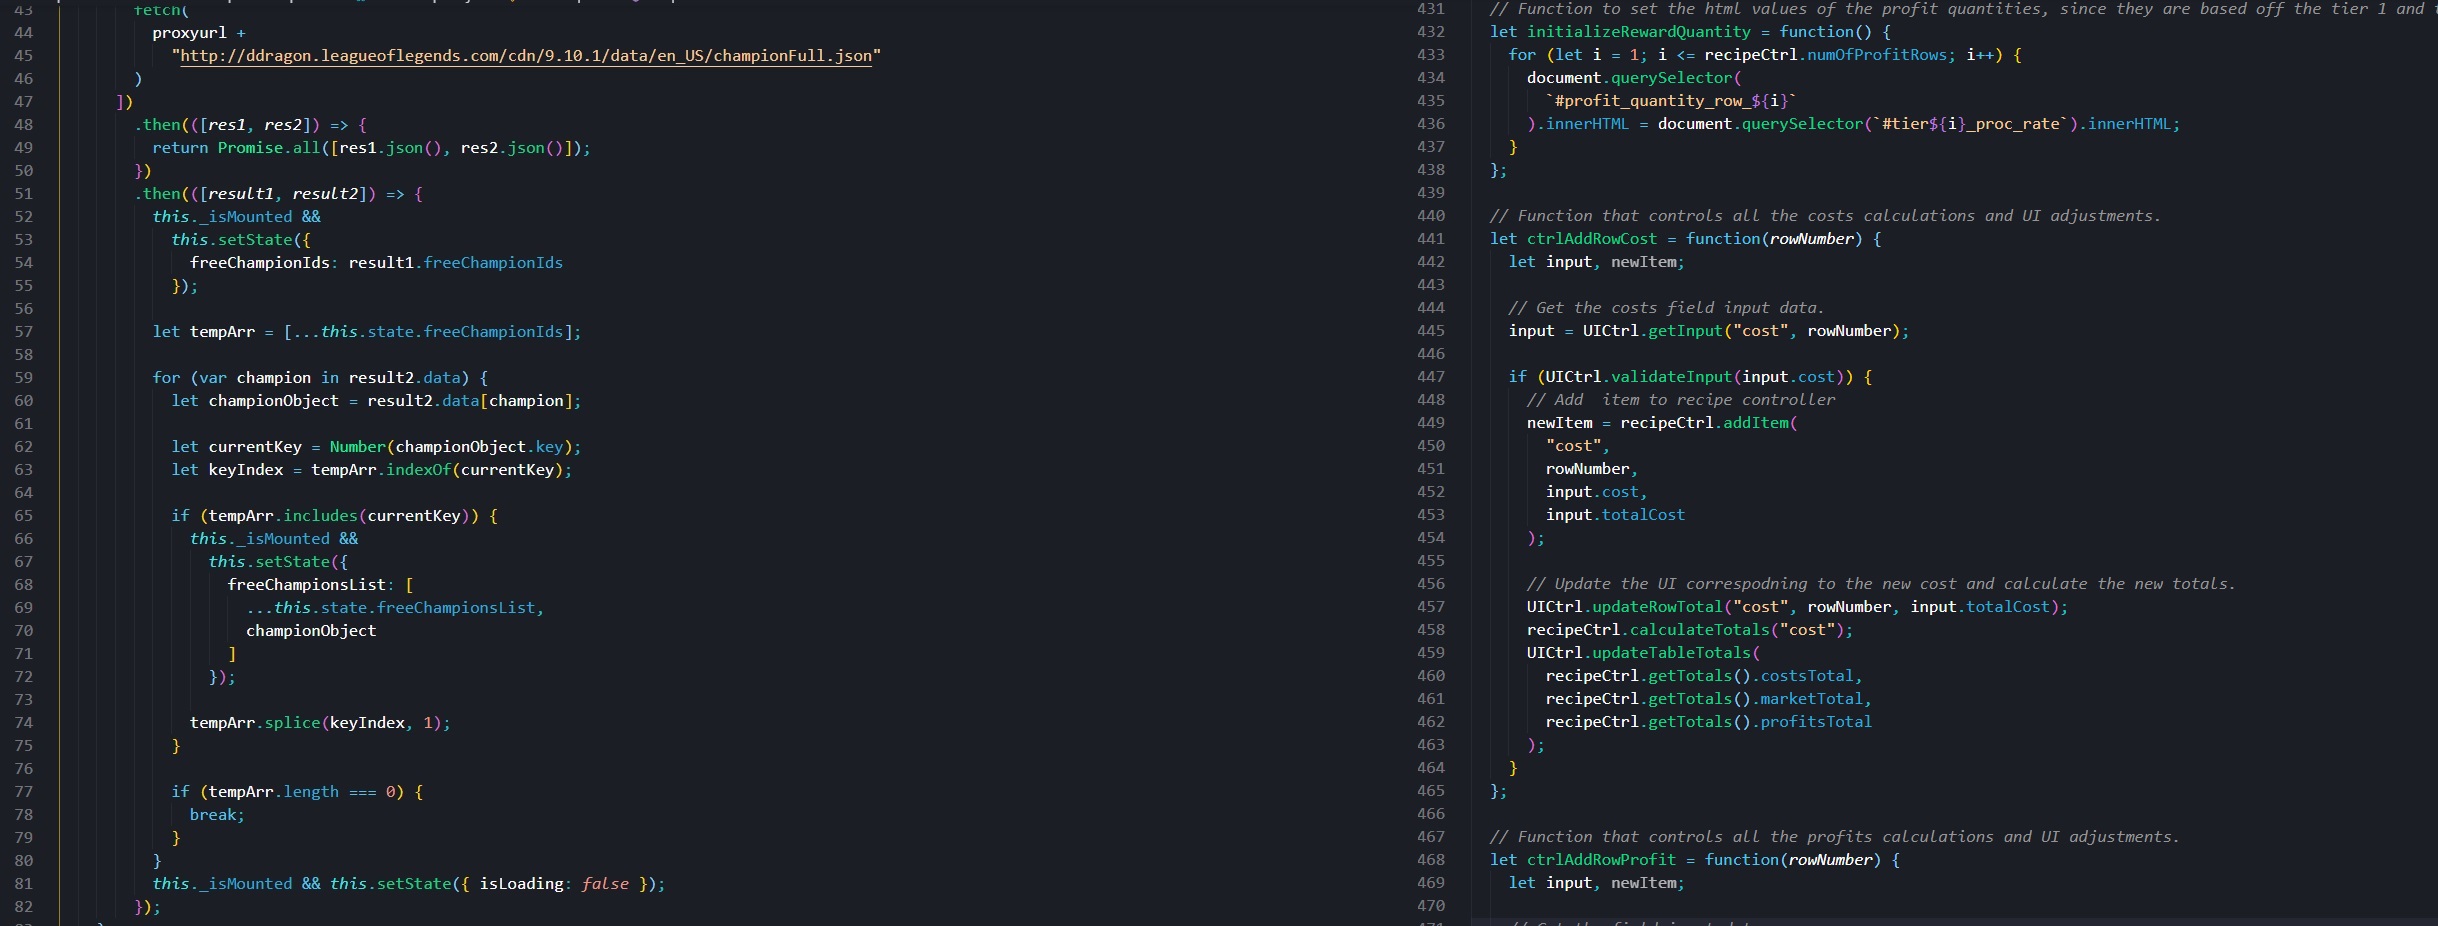 43 fetch(
44 proxyurl +
45 "http://ddragon.leagueoflegends.com/cdn/9.10.1/data/en_US/championFull.json"
46 )
47 ])
48 .then(([res1, res2]) => {
49 return Promise.all([res1.json(), res2.json()]);
50 })
51 .then(([result1, result2]) => {
52 this._isMounted &&
53 this.setState({
54 freeChampionIds: result1.freeChampionIds
55 });
56
57 let tempArr = [...this.state.freeChampionIds];
58
59 for (var champion in result2.data) {
60 let championObject = result2.data[champion];
61
62 let currentKey = Number(championObject.key);
63 let keyIndex = tempArr.indexOf(currentKey);
64
65 if (tempArr.includes(currentKey)) {
66 this._isMounted &&
67 this.setState({
68 freeChampionsList: [
69 ...this.state.freeChampionsList,
70 championObject
71 ]
72 });
73
74 tempArr.splice(keyIndex, 1);
75 }
76
77 if (tempArr.length === 0) {
78 break;
79 }
80 }
81 this._isMounted && this.setState({ isLoading: false });
82 });
431 // Function to set the html values of the profit quantities, since they are based off the tier 1 and
432 let initializeRewardQuantity = function() {
433 for (let i = 1; i <= recipeCtrl.numOfProfitRows; i++) {
434 document.querySelector(
435 `#profit_quantity_row_${i}`
436 ).innerHTML = document.querySelector(`#tier${i}_proc_rate`).innerHTML;
437 }
438 };
439
440 // Function that controls all the costs calculations and UI adjustments.
441 let ctrlAddRowCost = function(rowNumber) {
442 let input, newItem;
443
444 // Get the costs field input data.
445 input = UICtrl.getInput("cost", rowNumber);
446
447 if (UICtrl.validateInput(input.cost)) {
448 // Add  item to recipe controller
449 newItem = recipeCtrl.addItem(
450 "cost",
451 rowNumber,
452 input.cost,
453 input.totalCost
454 );
455
456 // Update the UI correspodning to the new cost and calculate the new totals.
457 UICtrl.updateRowTotal("cost", rowNumber, input.totalCost);
458 recipeCtrl.calculateTotals("cost");
459 UICtrl.updateTableTotals(
460 recipeCtrl.getTotals().costsTotal,
461 recipeCtrl.getTotals().marketTotal,
462 recipeCtrl.getTotals().profitsTotal
463 );
464 }
465 };
466
467 // Function that controls all the profits calculations and UI adjustments.
468 let ctrlAddRowProfit = function(rowNumber) {
469 let input, newItem;
470